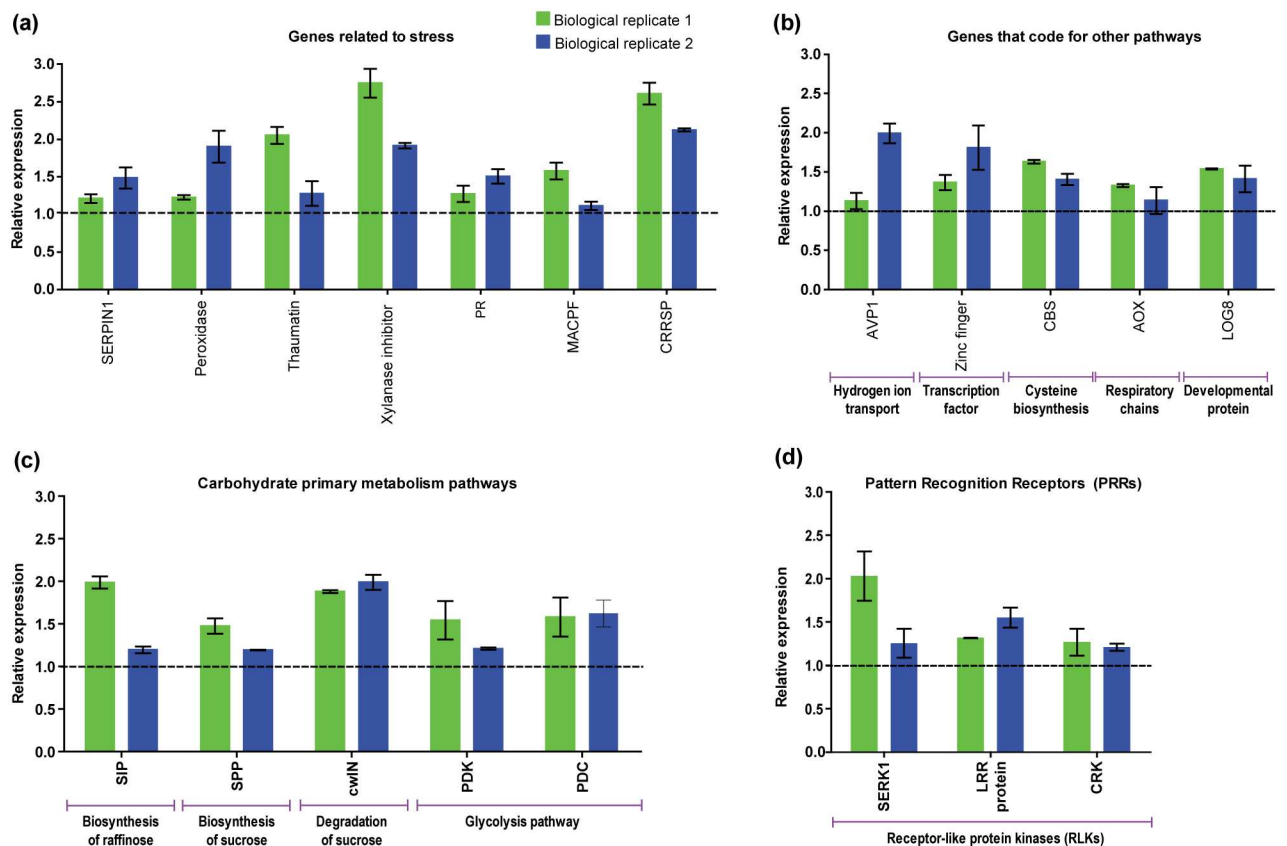 (a)
Genes related to stress
Biological replicate 1
Biological replicate 2
Relative expression
3.0
2.5
2.0
1.5
1.0
0.5
0.0
SERPIN1
Peroxidase
Thaumatin
Xylanase inhibitor
PR
MACPF
CRRSP
(b)
Genes that code for other pathways
Relative expression
3.0
2.5
2.0
1.5
1.0
0.5
0.0
AVP1
Zinc finger
CBS
AOX
LOG8
Hydrogen ion
transport
Transcription
factor
Cysteine
biosynthesis
Respiratory
chains
Developmental
protein
(c)
Carbohydrate primary metabolism pathways
Relative expression
3.0
2.5
2.0
1.5
1.0
0.5
0.0
SIP
SPP
cwIN
PDK
PDC
Biosynthesis
of raffinose
Biosynthesis
of sucrose
Degradation
of sucrose
Glycolysis pathway
(d)
Pattern Recognition Receptors (PRRs)
Relative expression
3.0
2.5
2.0
1.5
1.0
0.5
0.0
SERK1
LRR
protein
CRK
Receptor-like protein kinases (RLKs)